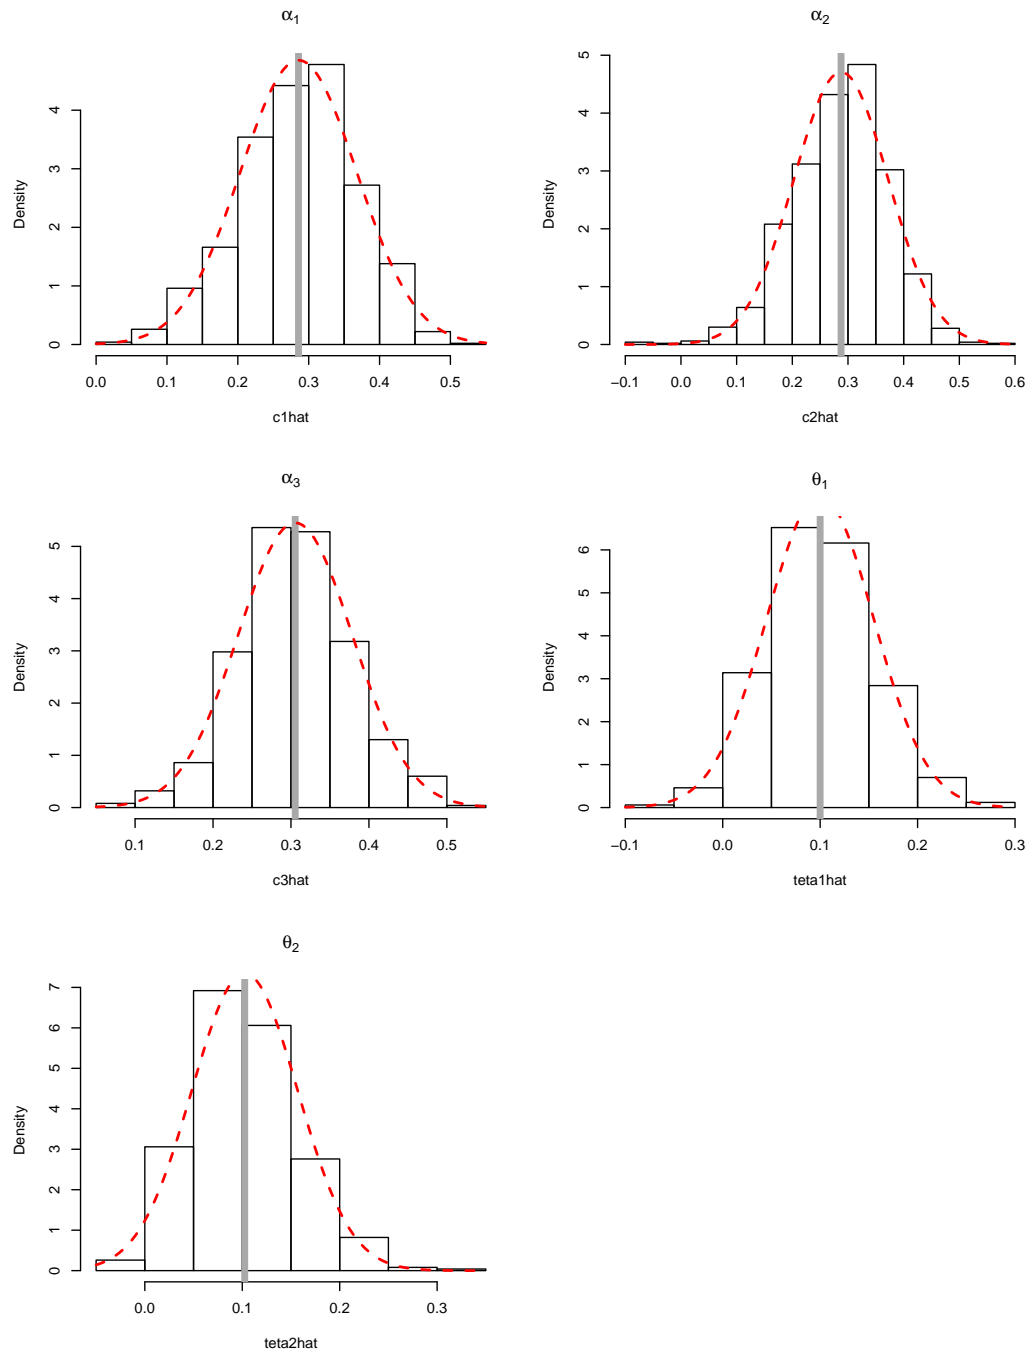 α1
Density
0 1 2 3 4
0.0 0.1 0.2 0.3 0.4 0.5
c1hat
α2
Density
0 1 2 3 4 5
−0.1 0.0 0.1 0.2 0.3 0.4 0.5 0.6
c2hat
α3
Density
0 1 2 3 4 5
0.1 0.2 0.3 0.4 0.5
c3hat
θ1
Density
0 1 2 3 4 5 6
−0.1 0.0 0.1 0.2 0.3
teta1hat
θ2
Density
0 1 2 3 4 5 6 7
0.0 0.1 0.2 0.3
teta2hat